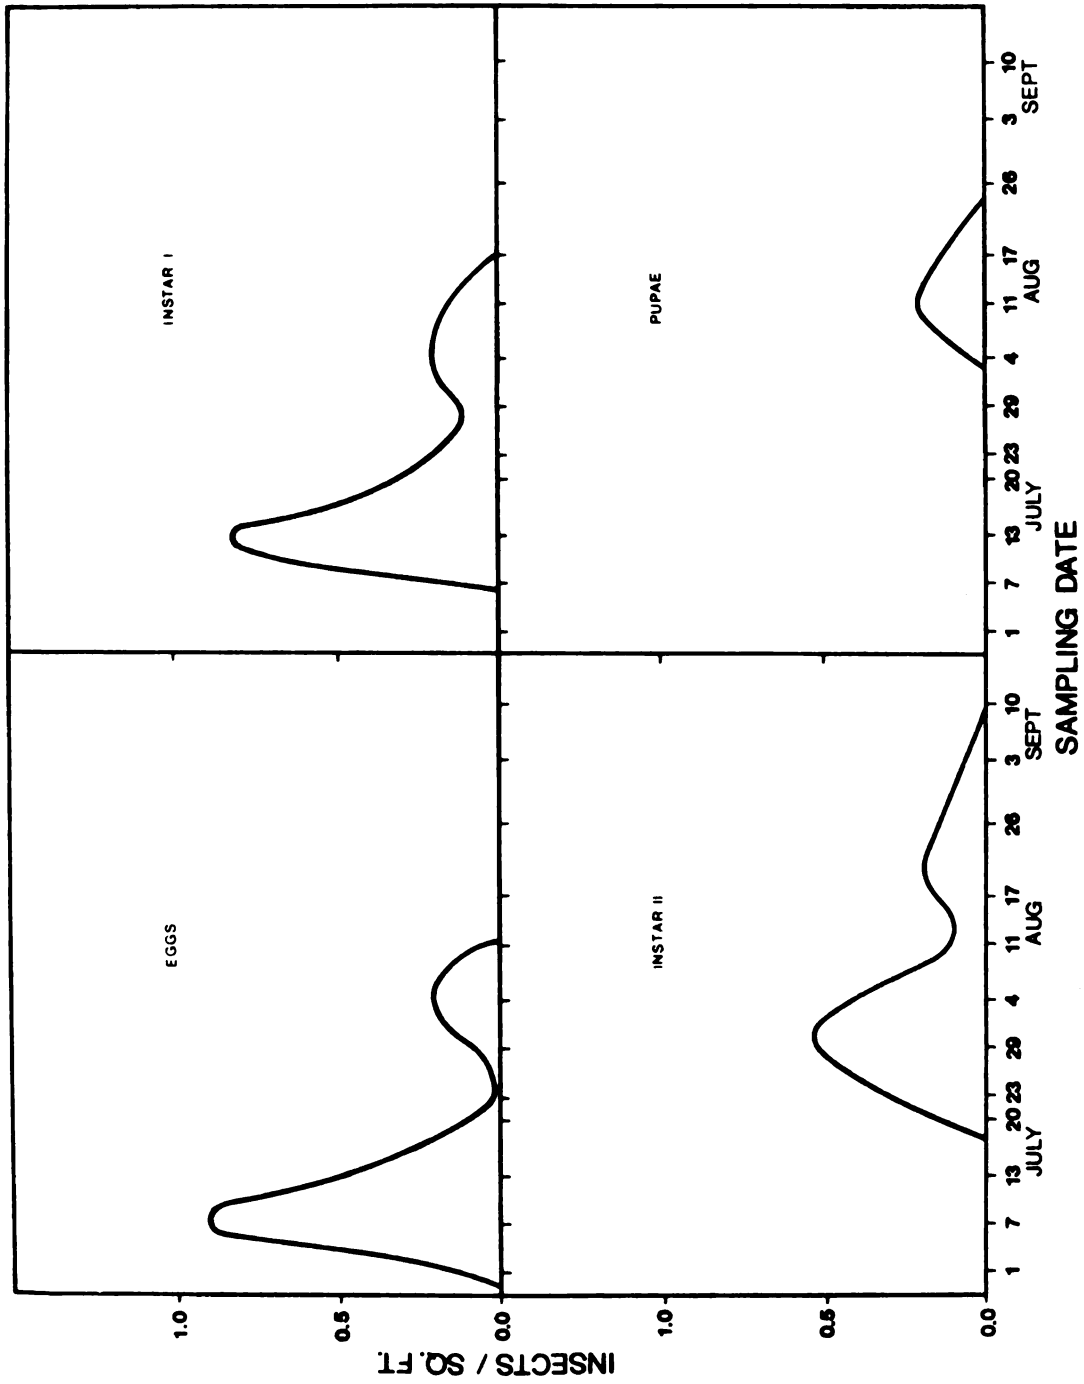 EGGS
INSTAR I
1.0
0.5
0.0
INSECTS / SQ. FT.
INSTAR II
PUPAE
0.5
0.0
1 7 13 20 23 29 4 11 17 26 3 10 1 7 13 20 23 29 4 11 17 26 3 10
JULY AUG SEPT JULY AUG SEPT
SAMPLING DATE